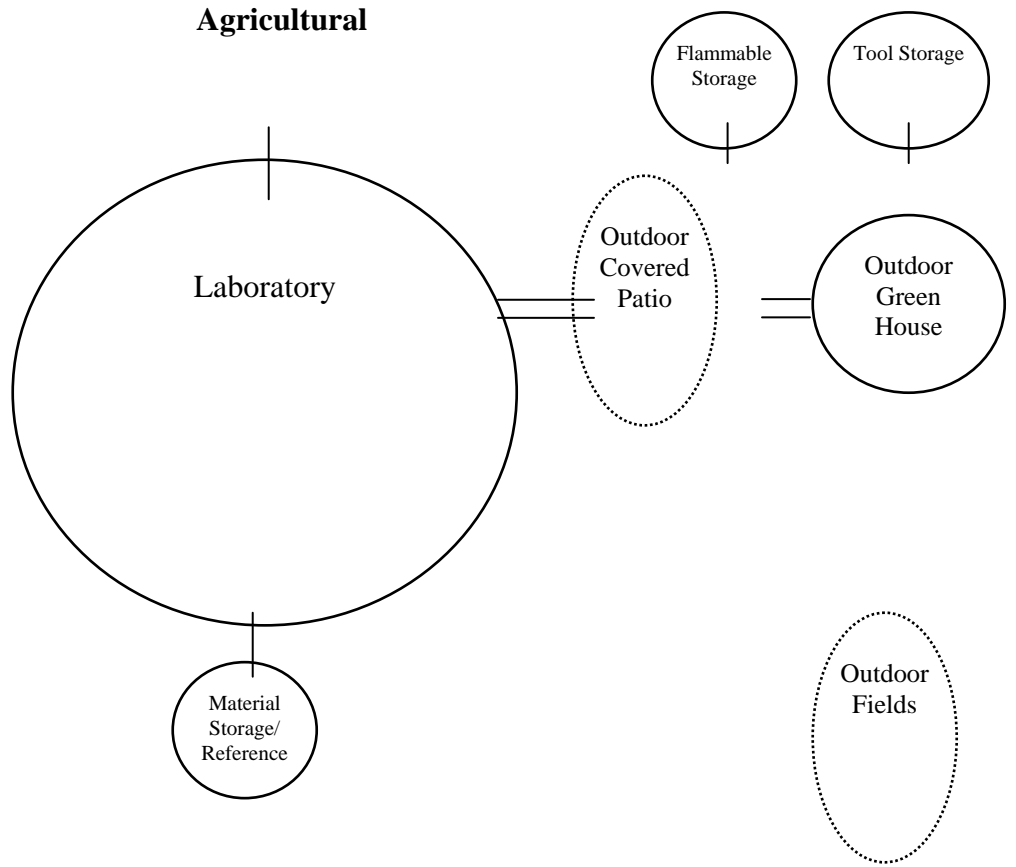 Agricultural
Flammable
Storage
Tool Storage
Laboratory
Outdoor
Covered
Patio
Outdoor
Green
House
Material
Storage/
Reference
Outdoor
Fields